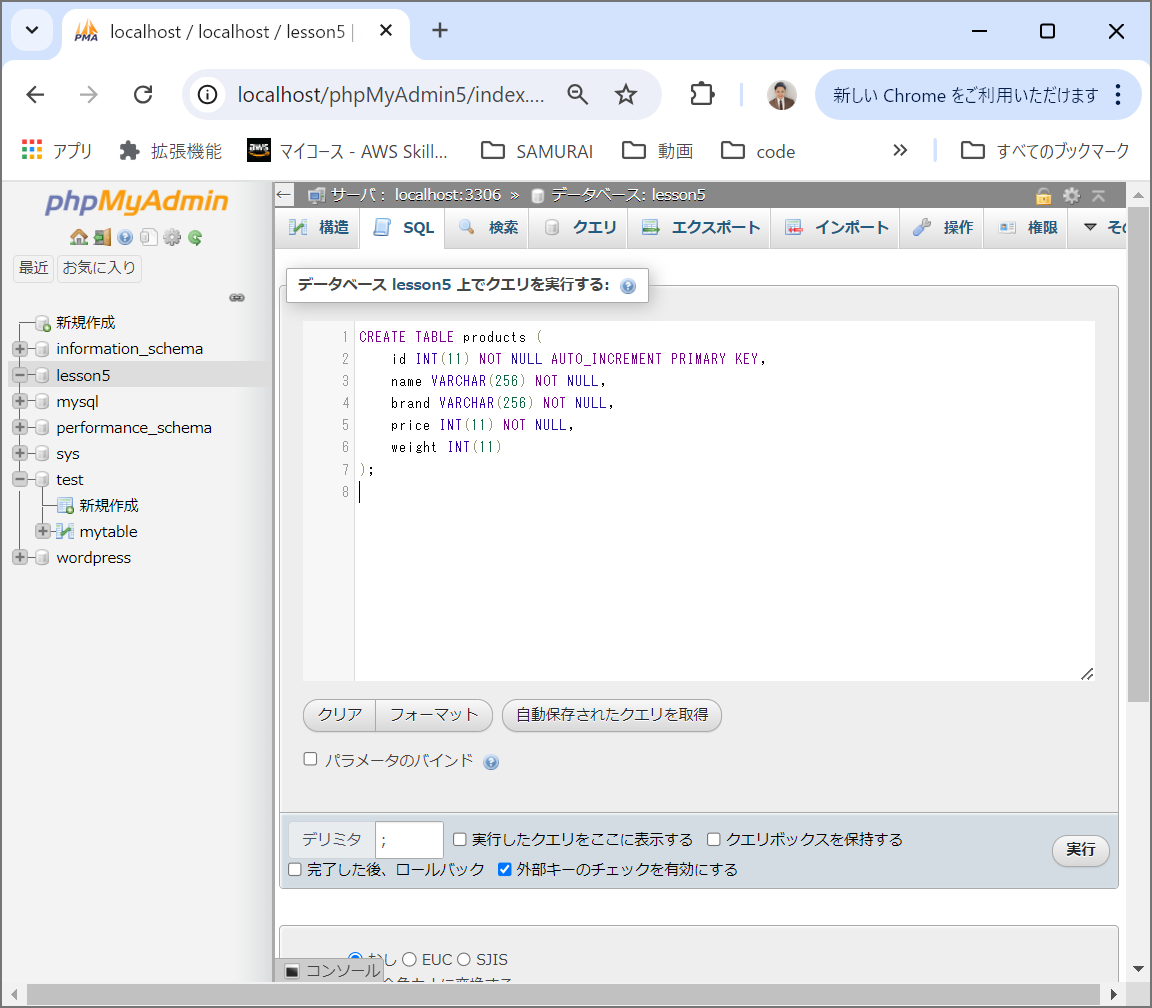 localhost / localhost / lesson5 |
localhost/phpMyAdmin5/index....
新しい Chrome をご利用いただけます
アプリ
拡張機能
aws
マイコース - AWS Skill...
SAMURAI
動画
code
すべてのブックマーク
phpMyAdmin
最近
お気に入り
新規作成
information_schema
lesson5
mysql
performance_schema
sys
test
新規作成
mytable
wordpress
サーバ: localhost:3306 » データベース: lesson5
構造
SQL
検索
クエリ
エクスポート
インポート
操作
権限
データベース lesson5 上でクエリを実行する:
1 CREATE TABLE products (
2 id INT(11) NOT NULL AUTO_INCREMENT PRIMARY KEY,
3 name VARCHAR(256) NOT NULL,
4 brand VARCHAR(256) NOT NULL,
5 price INT(11) NOT NULL,
6 weight INT(11)
7 );
8
クリア
フォーマット
自動保存されたクエリを取得
パラメータのバインド
デリミタ
;
実行したクエリをここに表示する
クエリボックスを保持する
実行
完了した後、ロールバック
外部キーのチェックを有効にする
EUC
SJIS
コンソール